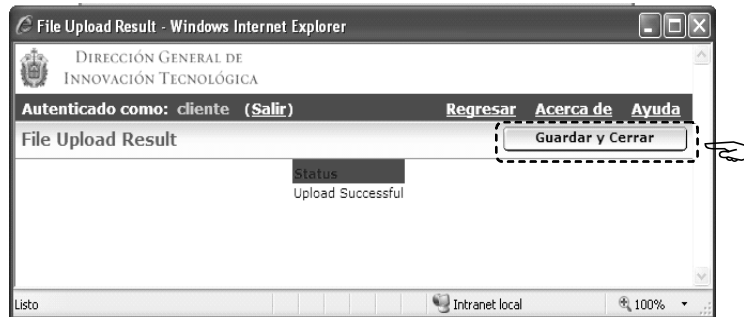 File Upload Result - Windows Internet Explorer
DIRECCIÓN GENERAL DE
INNOVACIÓN TECNOLÓGICA
Autenticado como: cliente (Salir) Regresar Acerca de Ayuda
File Upload Result Guardar y Cerrar
Status
Upload Successful
Listo Intranet local 100%